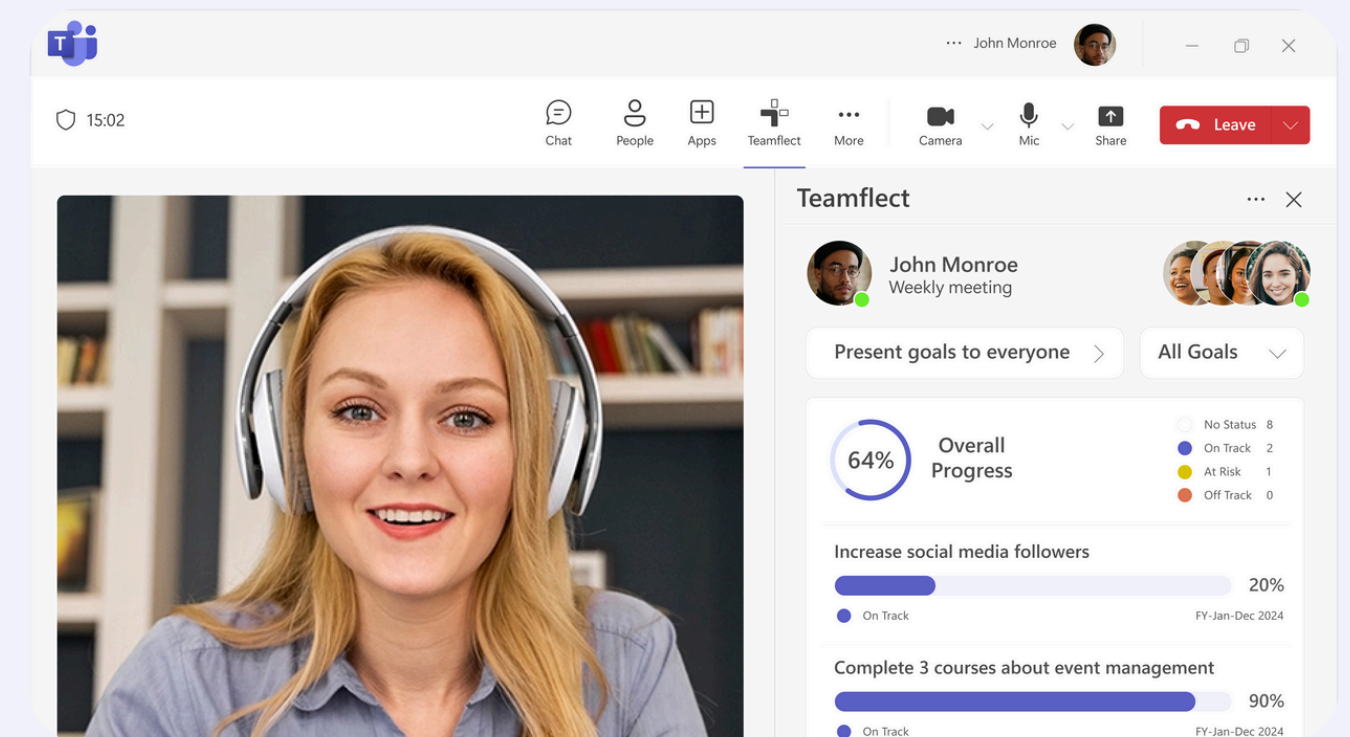 T
John Monroe
15:02
Chat
People
Apps
Teamflect
More
Camera
Mic
Share
Leave
Teamflect
John Monroe
Weekly meeting
Present goals to everyone
All Goals
64%
Overall
Progress
No Status 8
On Track 2
At Risk 1
Off Track 0
Increase social media followers
20%
On Track
FY-Jan-Dec 2024
Complete 3 courses about event management
90%
On Track
FY-Jan-Dec 2024